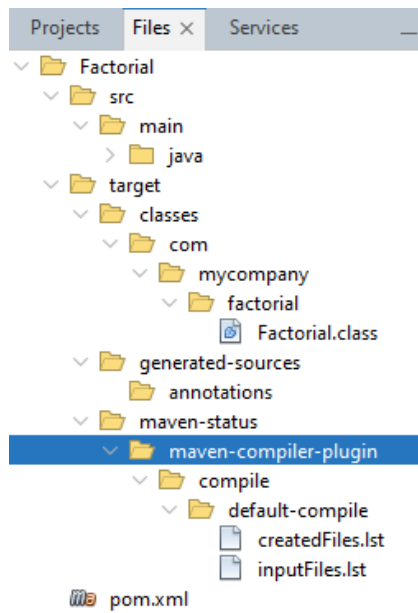 Projects Files Services
Factorial
src
main
java
target
classes
com
mycompany
factorial
Factorial.class
generated-sources
annotations
maven-status
maven-compiler-plugin
compile
default-compile
createdFiles.lst
inputFiles.lst
pom.xml